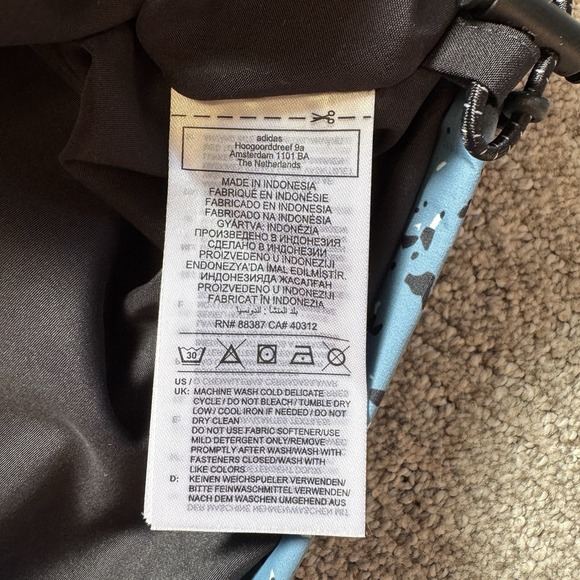 adidas
Hoogoorddreef 9a
Amsterdam 1101 BA
The Netherlands
MADE IN INDONESIA
FABRIQUÉ EN INDONÉSIE
FABRICADO EN INDONESIA
FABRICADO NA INDONÉSIA
GYÁRTVA: INDONÉZIA
ПРОИЗВЕДЕНО В ИНДОНЕЗИЯ
СДЕЛАНО В ИНДОНЕЗИИ
PROIZVEDENO U INDONEZIJI
ENDONEZYA'DA İMAL EDİLMİŞTİR.
ИНДОНЕЗИЯДА ЖАСАЛҒАН
PROIZVEDENO U INDONEZIJI
FABRICAT ÎN INDONEZIA
بلد المنشأ : اندونيسيا
RN# 88387 CA# 40312
30
US /
UK: MACHINE WASH COLD DELICATE
CYCLE / DO NOT BLEACH / TUMBLE DRY
LOW / COOL IRON IF NEEDED / DO NOT
DRY CLEAN
DO NOT USE FABRIC SOFTENER/USE
MILD DETERGENT ONLY/REMOVE
PROMPTLY AFTER WASH/WASH WITH
FASTENERS CLOSED/WASH WITH
LIKE COLORS
D: KEINEN WEICHSPUELER VERWENDEN/
BITTE FEINWASCHMITTEL VERWENDEN/
NACH DEM WASCHEN UMGEHEND AUS